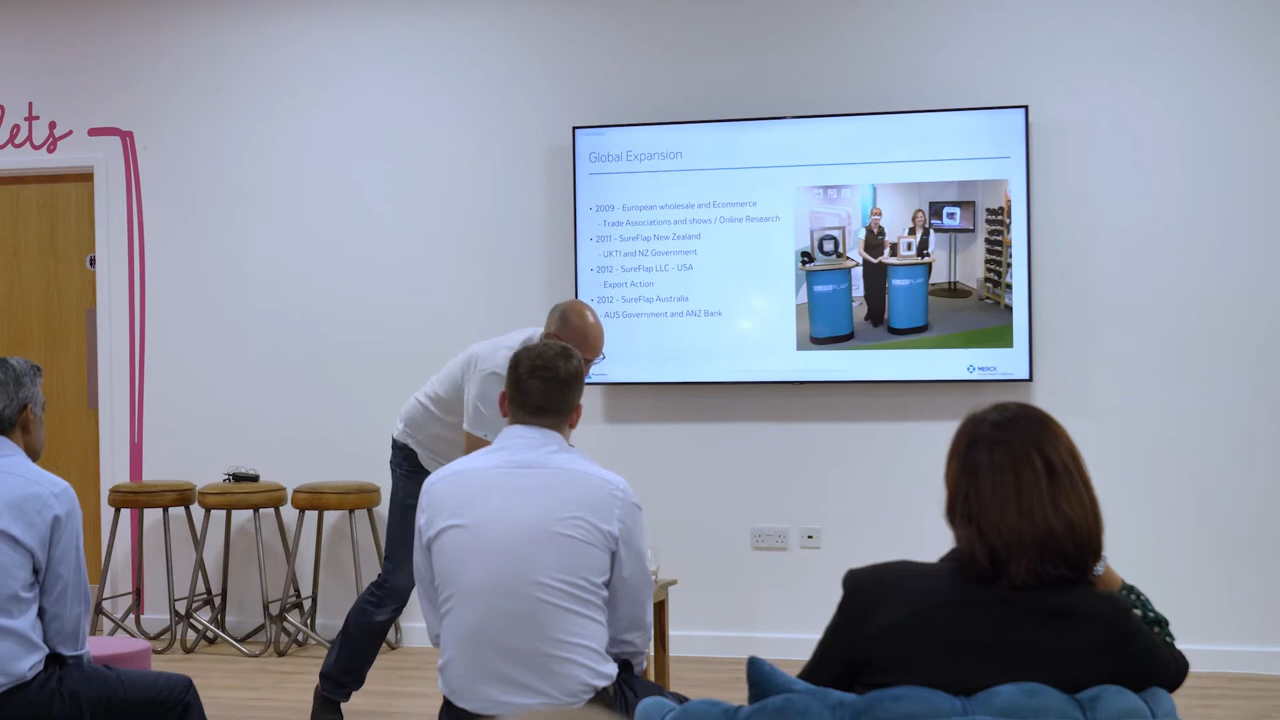 lets
Global Expansion
• 2009 - European wholesale and Ecommerce
- Trade Associations and shows / Online Research
• 2011 - SureFlap New Zealand
- UKTI and NZ Government
• 2012 - SureFlap LLC - USA
- Export Action
• 2012 - SureFlap Australia
- AUS Government and ANZ Bank
SUREFLAP
MERCK